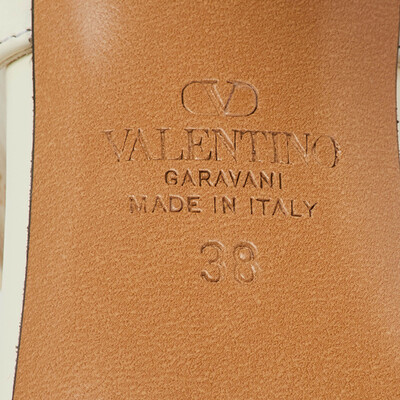 V
VALENTINO
GARAVANI
MADE IN ITALY
38